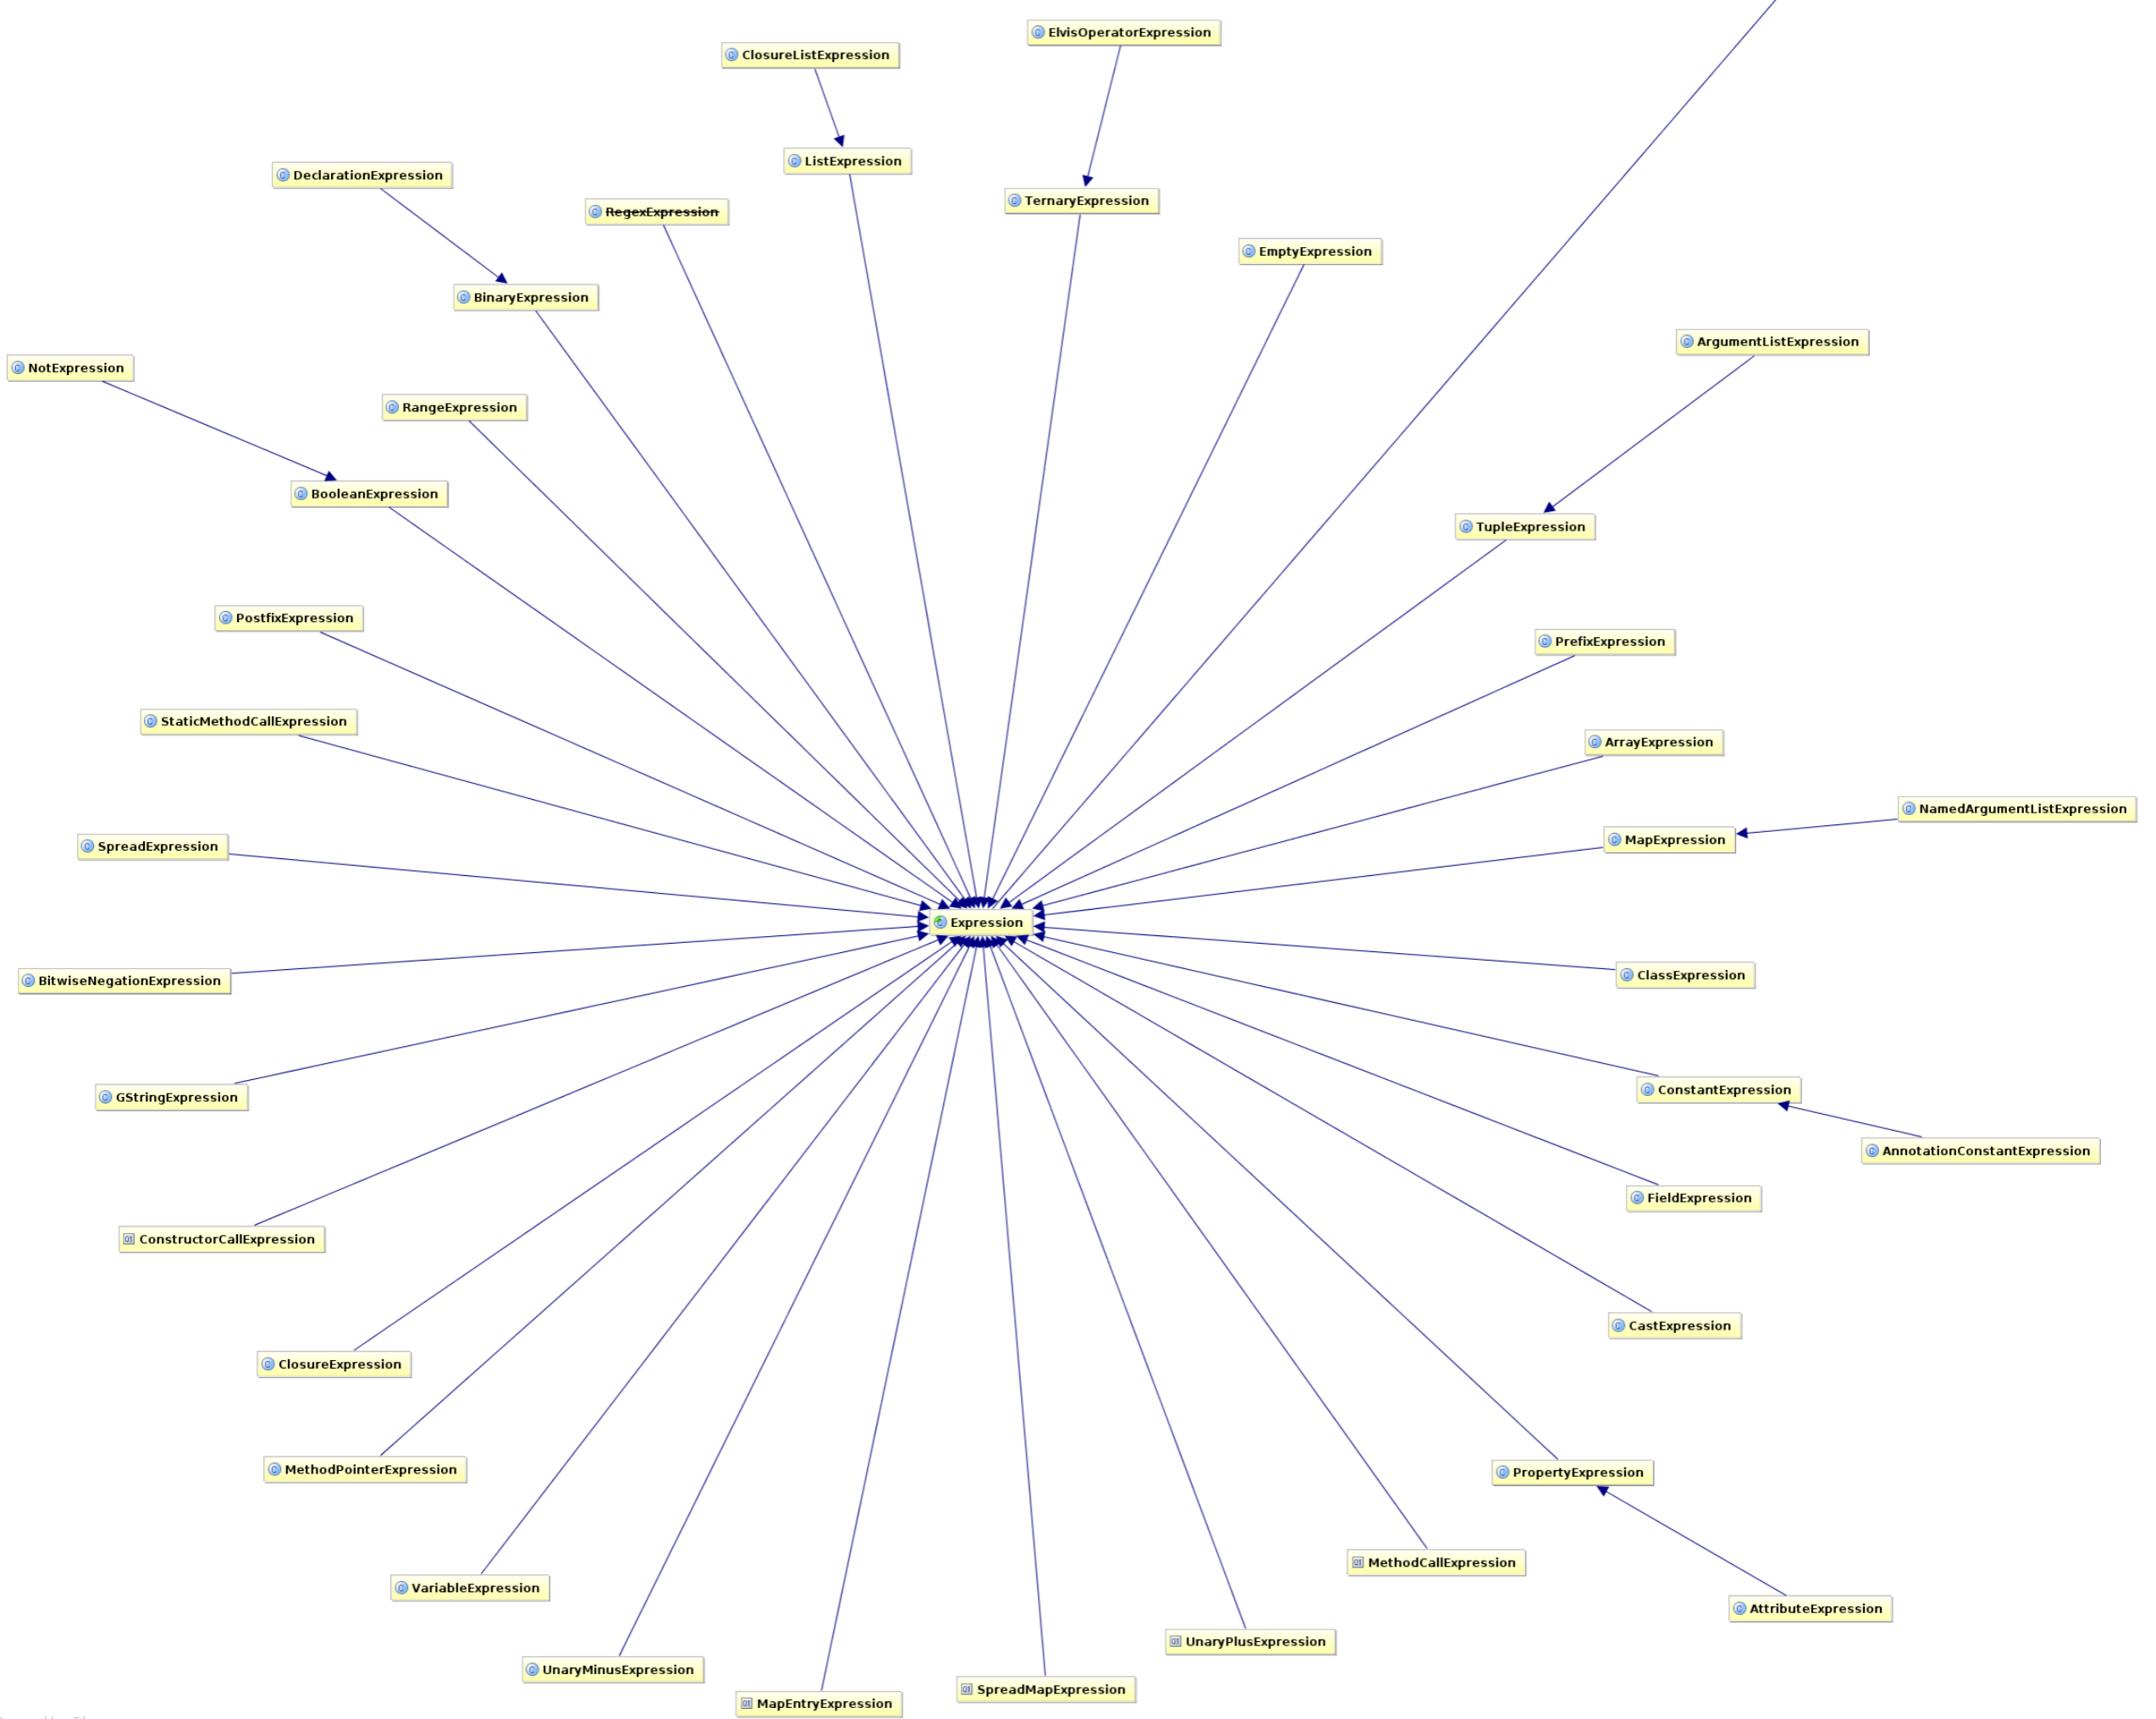 ElvisOperatorExpression
ClosureListExpression
ListExpression
DeclarationExpression
TernaryExpression
RegexExpression
EmptyExpression
BinaryExpression
ArgumentListExpression
NotExpression
RangeExpression
BooleanExpression
TupleExpression
PostfixExpression
PrefixExpression
StaticMethodCallExpression
ArrayExpression
NamedArgumentListExpression
MapExpression
SpreadExpression
Expression
ClassExpression
BitwiseNegationExpression
ConstantExpression
GStringExpression
AnnotationConstantExpression
FieldExpression
ConstructorCallExpression
CastExpression
ClosureExpression
MethodPointerExpression
PropertyExpression
MethodCallExpression
VariableExpression
AttributeExpression
UnaryPlusExpression
UnaryMinusExpression
SpreadMapExpression
MapEntryExpression